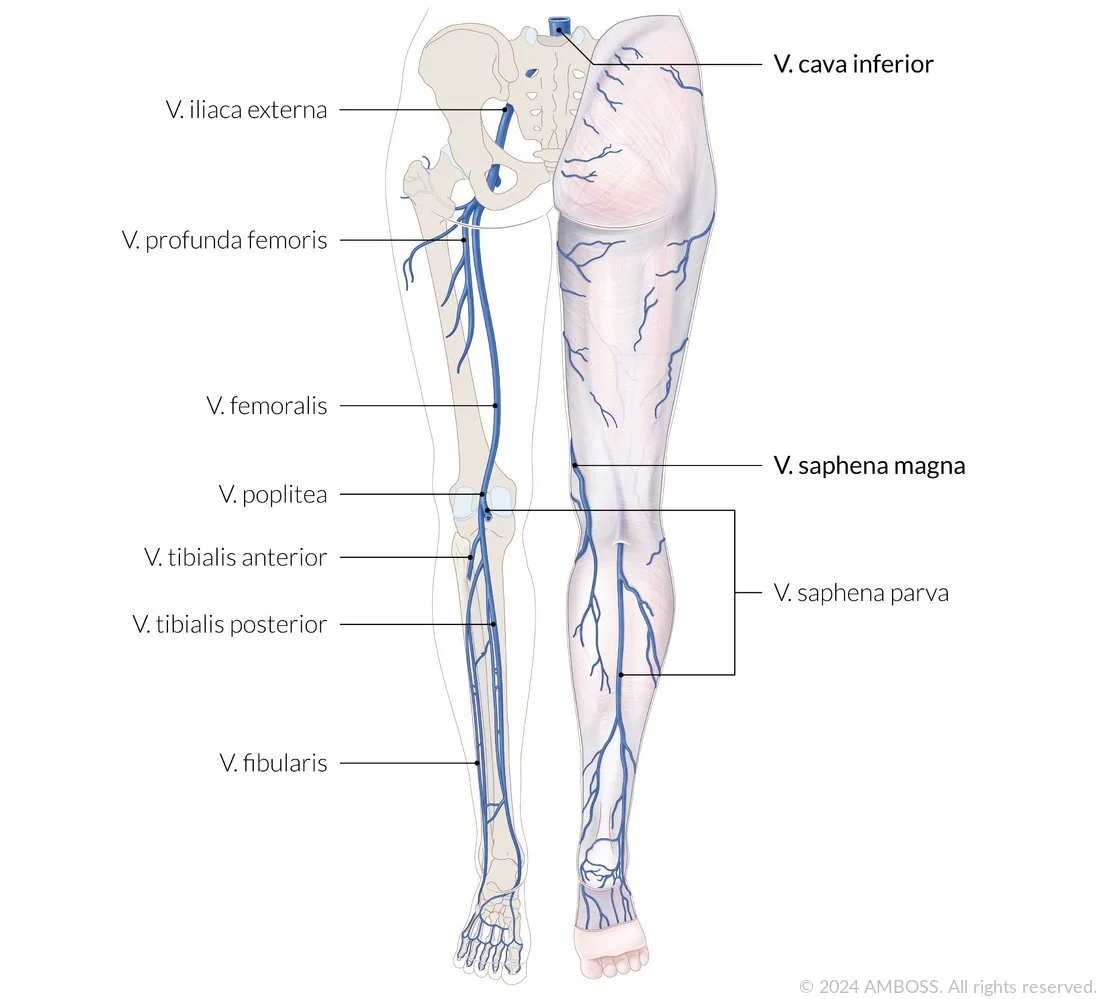 V. cava inferior
V. iliaca externa
V. profunda femoris
V. femoralis
V. saphena magna
V. poplitea
V. tibialis anterior
V. saphena parva
V. tibialis posterior
V. fibularis
© 2024 AMBOSS. All rights reserved.